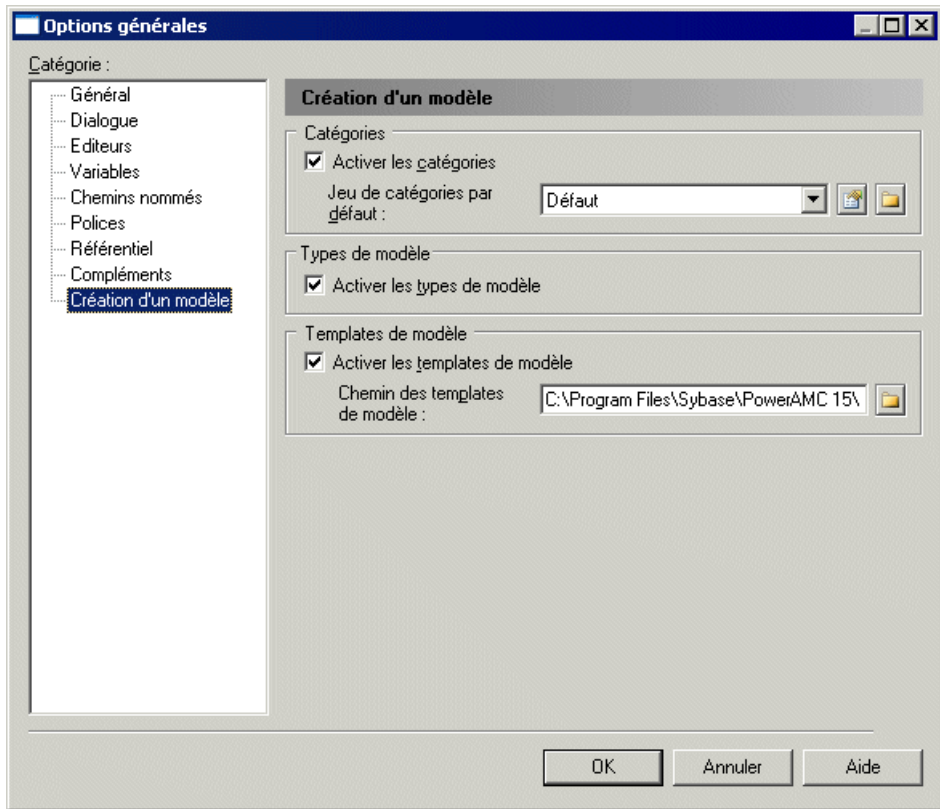 Options générales
Catégorie :
Général
Dialogue
Editeurs
Variables
Chemins nommés
Polices
Référentiel
Compléments
Création d'un modèle
Création d'un modèle
Catégories
Activer les catégories
Jeu de catégories par
défaut :
Défaut
Types de modèle
Activer les types de modèle
Templates de modèle
Activer les templates de modèle
Chemin des templates
de modèle :
C:\Program Files\Sybase\PowerAMC 15\
OK
Annuler
Aide